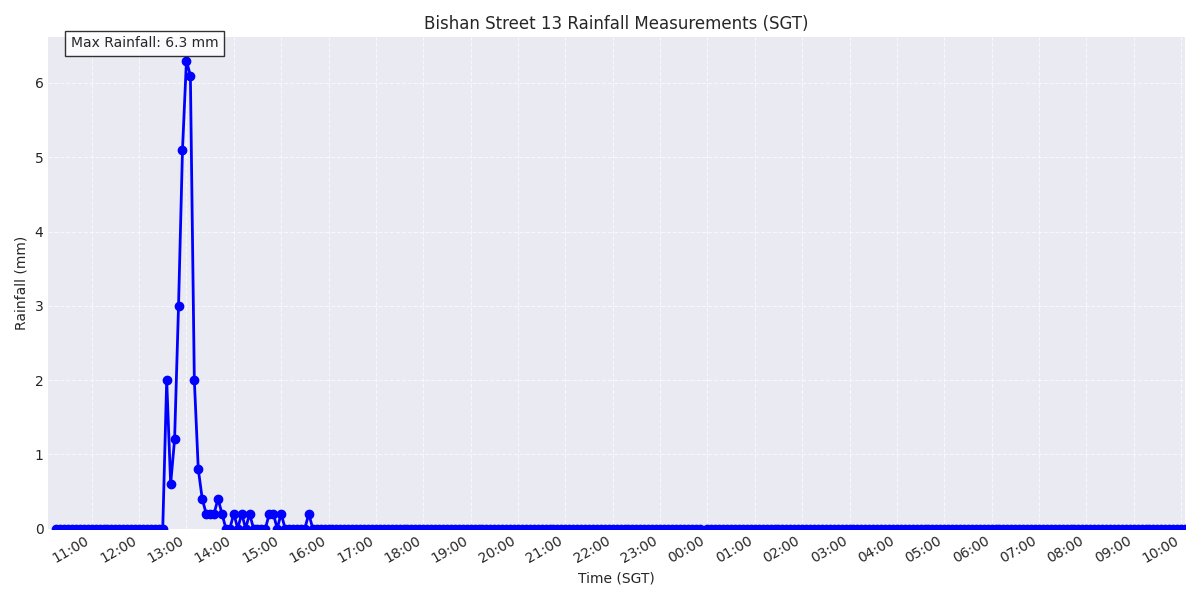 Bishan Street 13 Rainfall Measurements (SGT)
Max Rainfall: 6.3 mm
Rainfall (mm)
6
5
4
3
2
1
0
11:00 12:00 13:00 14:00 15:00 16:00 17:00 18:00 19:00 20:00 21:00 22:00 23:00 00:00 01:00 02:00 03:00 04:00 05:00 06:00 07:00 08:00 09:00 10:00
Time (SGT)